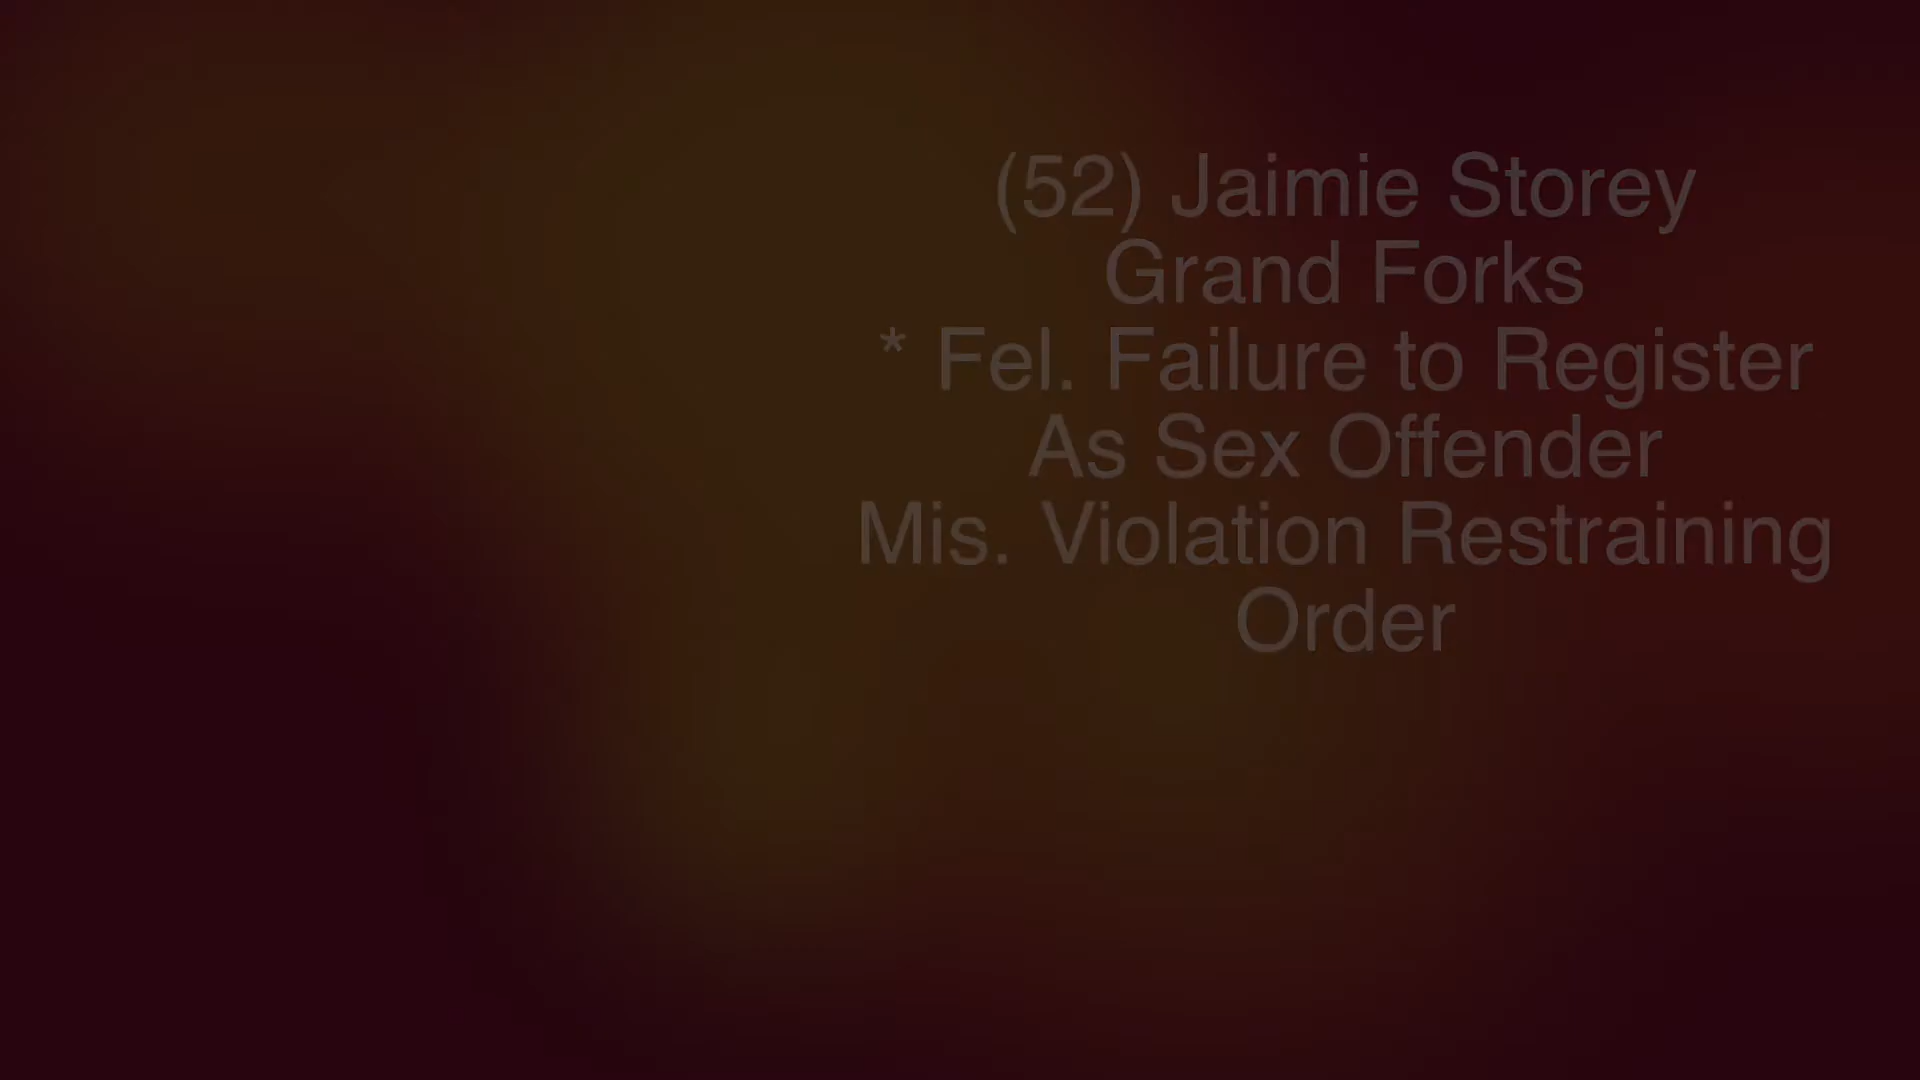 (52) Jaimie Storey
Grand Forks
* Fel. Failure to Register
As Sex Offender
Mis. Violation Restraining
Order